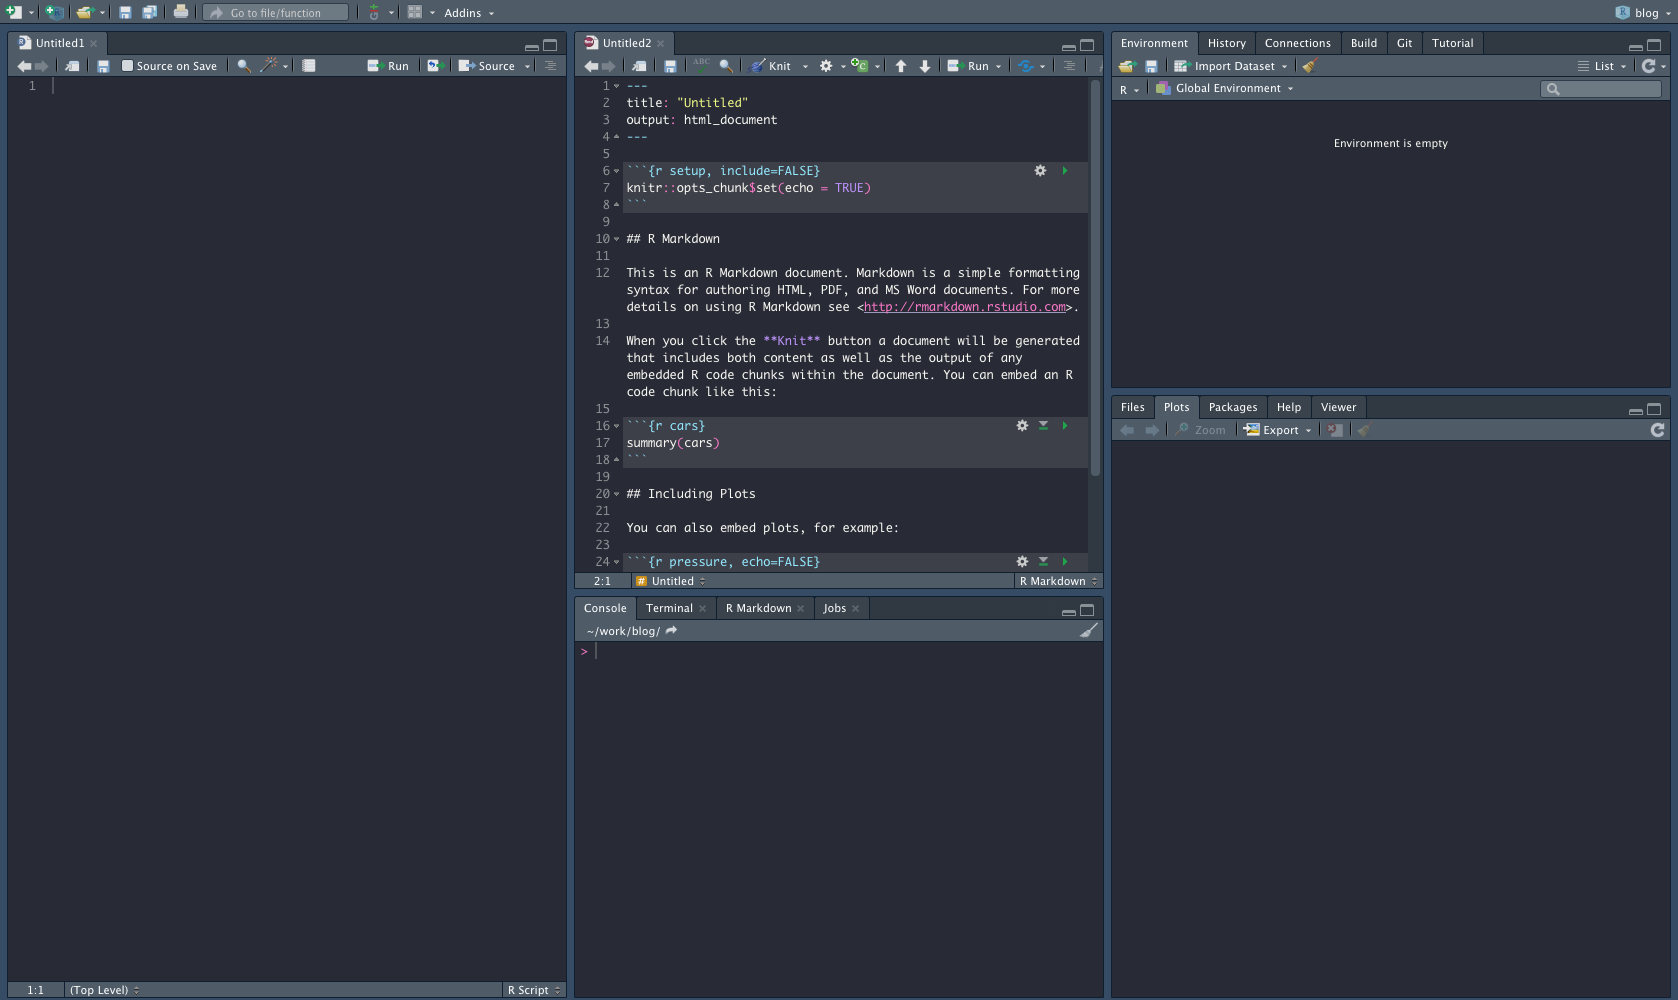 Go to file/function
Addins
blog
Untitled1
Source on Save
Run
Source
1
1:1
(Top Level)
R Script
Untitled2
ABC
Knit
Run
1 ---
2 title: "Untitled"
3 output: html_document
4 ---
5
6 ```{r setup, include=FALSE}
7 knitr::opts_chunk$set(echo = TRUE)
8 ```
9
10 ## R Markdown
11
12 This is an R Markdown document. Markdown is a simple formatting
syntax for authoring HTML, PDF, and MS Word documents. For more
details on using R Markdown see <http://rmarkdown.rstudio.com>.
13
14 When you click the **Knit** button a document will be generated
that includes both content as well as the output of any
embedded R code chunks within the document. You can embed an R
code chunk like this:
15
16 ```{r cars}
17 summary(cars)
18 ```
19
20 ## Including Plots
21
22 You can also embed plots, for example:
23
24 ```{r pressure, echo=FALSE}
2:1
# Untitled
R Markdown
Console
Terminal
R Markdown
Jobs
~/work/blog/
>
Environment
History
Connections
Build
Git
Tutorial
Import Dataset
List
R
Global Environment
Environment is empty
Files
Plots
Packages
Help
Viewer
Zoom
Export